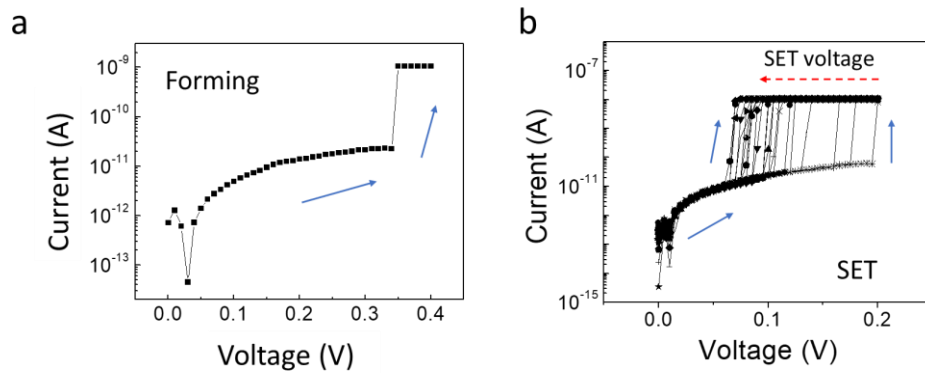 a
Forming
Current (A)
10⁻⁹
10⁻¹⁰
10⁻¹¹
10⁻¹²
10⁻¹³
0.0 0.1 0.2 0.3 0.4
Voltage (V)
b
SET voltage
SET
Current (A)
10⁻⁷
10⁻¹¹
10⁻¹⁵
0.0 0.1 0.2
Voltage (V)